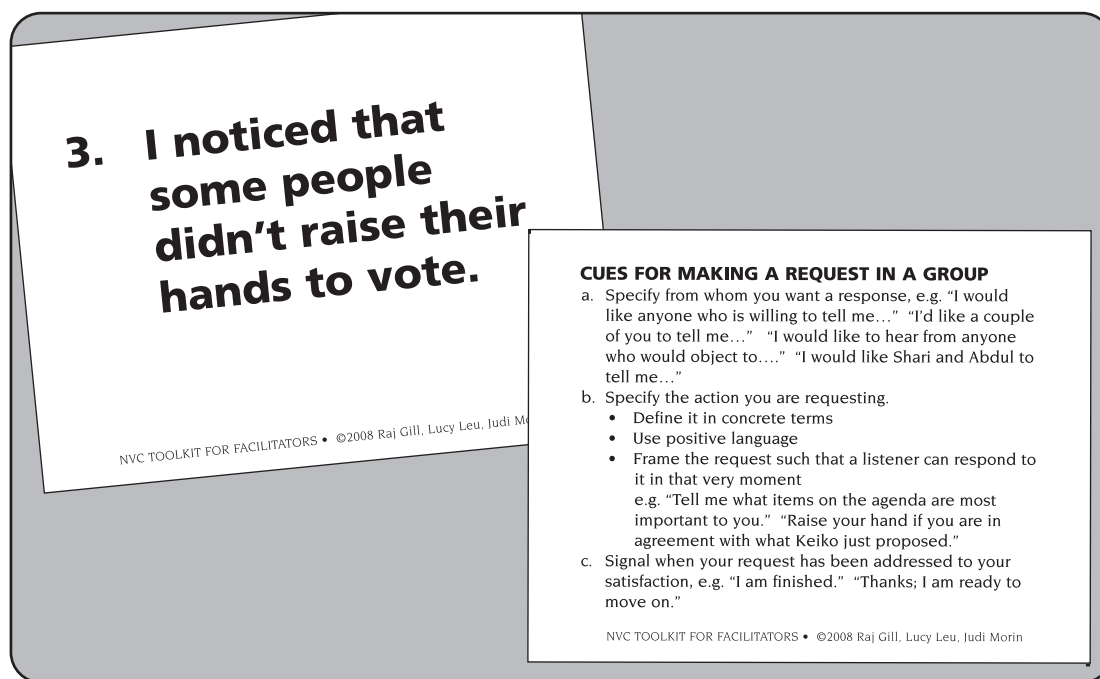 3. I noticed that
some people
didn’t raise their
hands to vote.
NVC TOOLKIT FOR FACILITATORS • ©2008 Raj Gill, Lucy Leu, Judi
CUES FOR MAKING A REQUEST IN A GROUP
a. Specify from whom you want a response, e.g. “I would
like anyone who is willing to tell me…” “I’d like a couple
of you to tell me…” “I would like to hear from anyone
who would object to….” “I would like Shari and Abdul to
tell me…”
b. Specify the action you are requesting.
• Define it in concrete terms
• Use positive language
• Frame the request such that a listener can respond to
it in that very moment
e.g. “Tell me what items on the agenda are most
important to you.” “Raise your hand if you are in
agreement with what Keiko just proposed.”
c. Signal when your request has been addressed to your
satisfaction, e.g. “I am finished.” “Thanks; I am ready to
move on.”
NVC TOOLKIT FOR FACILITATORS • ©2008 Raj Gill, Lucy Leu, Judi Morin